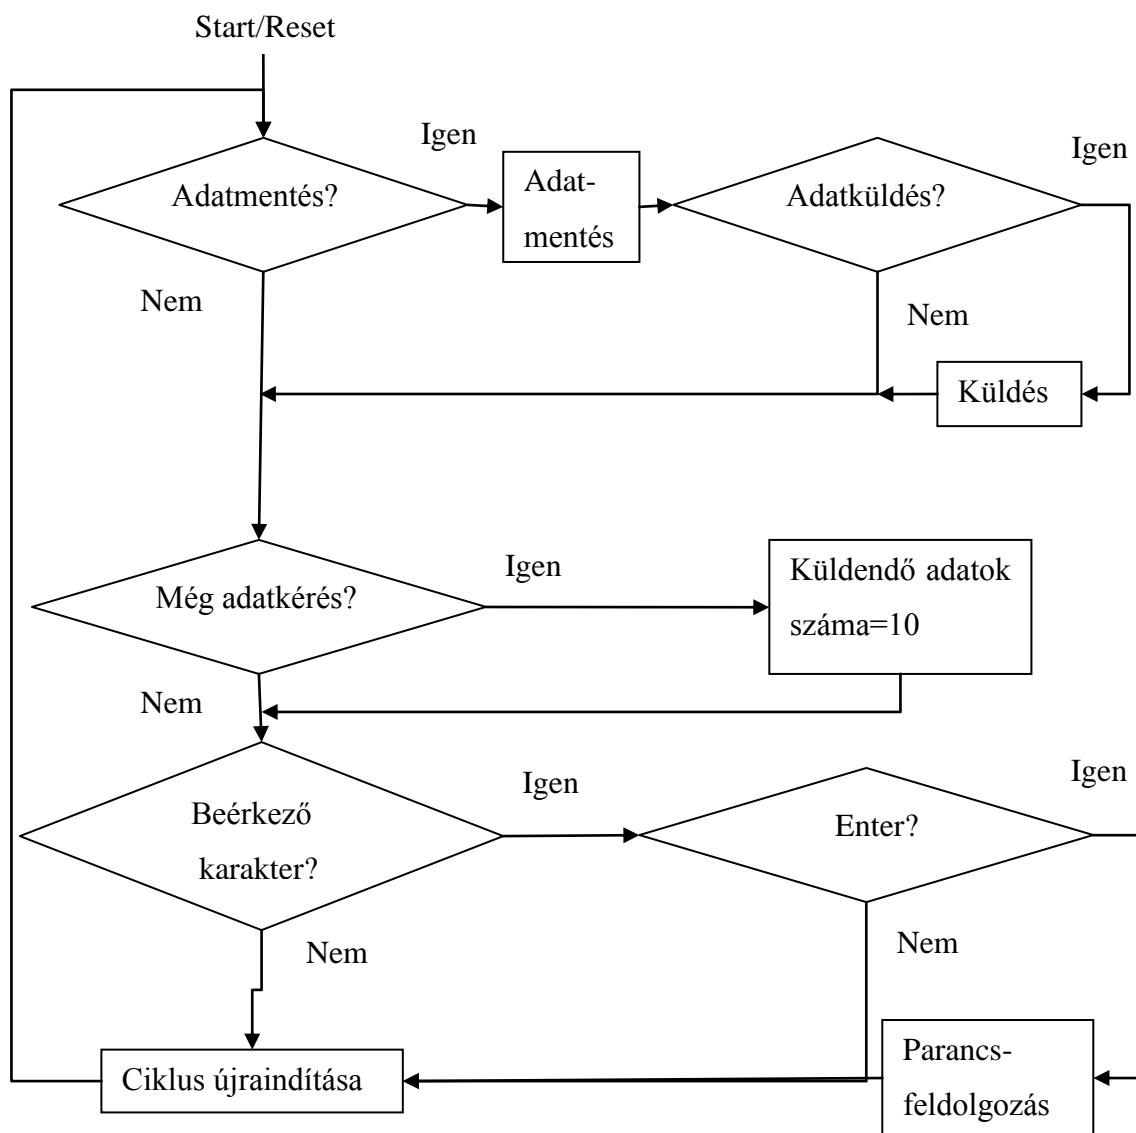 Start/Reset
Igen
Igen
Adatmentés?
Adat-
mentés
Adatküldés?
Nem
Nem
Küldés
Még adatkérés?
Igen
Küldendő adatok
száma=10
Nem
Igen
Igen
Beérkező
karakter?
Enter?
Nem
Nem
Ciklus újraindítása
Parancs-
feldolgozás